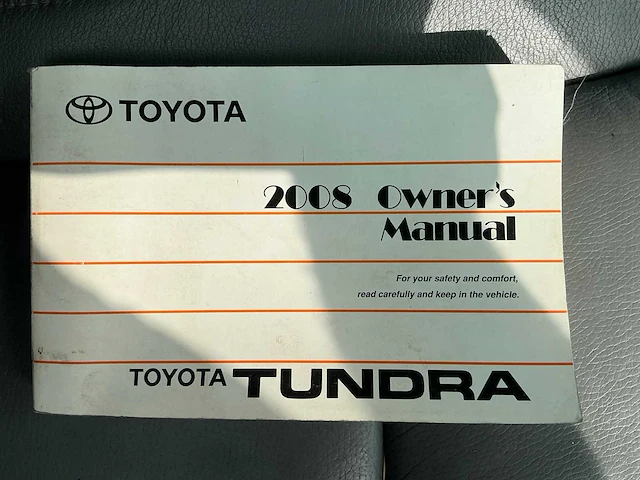 TOYOTA
2008 Owner's
Manual
For your safety and comfort,
read carefully and keep in the vehicle.
TOYOTA TUNDRA